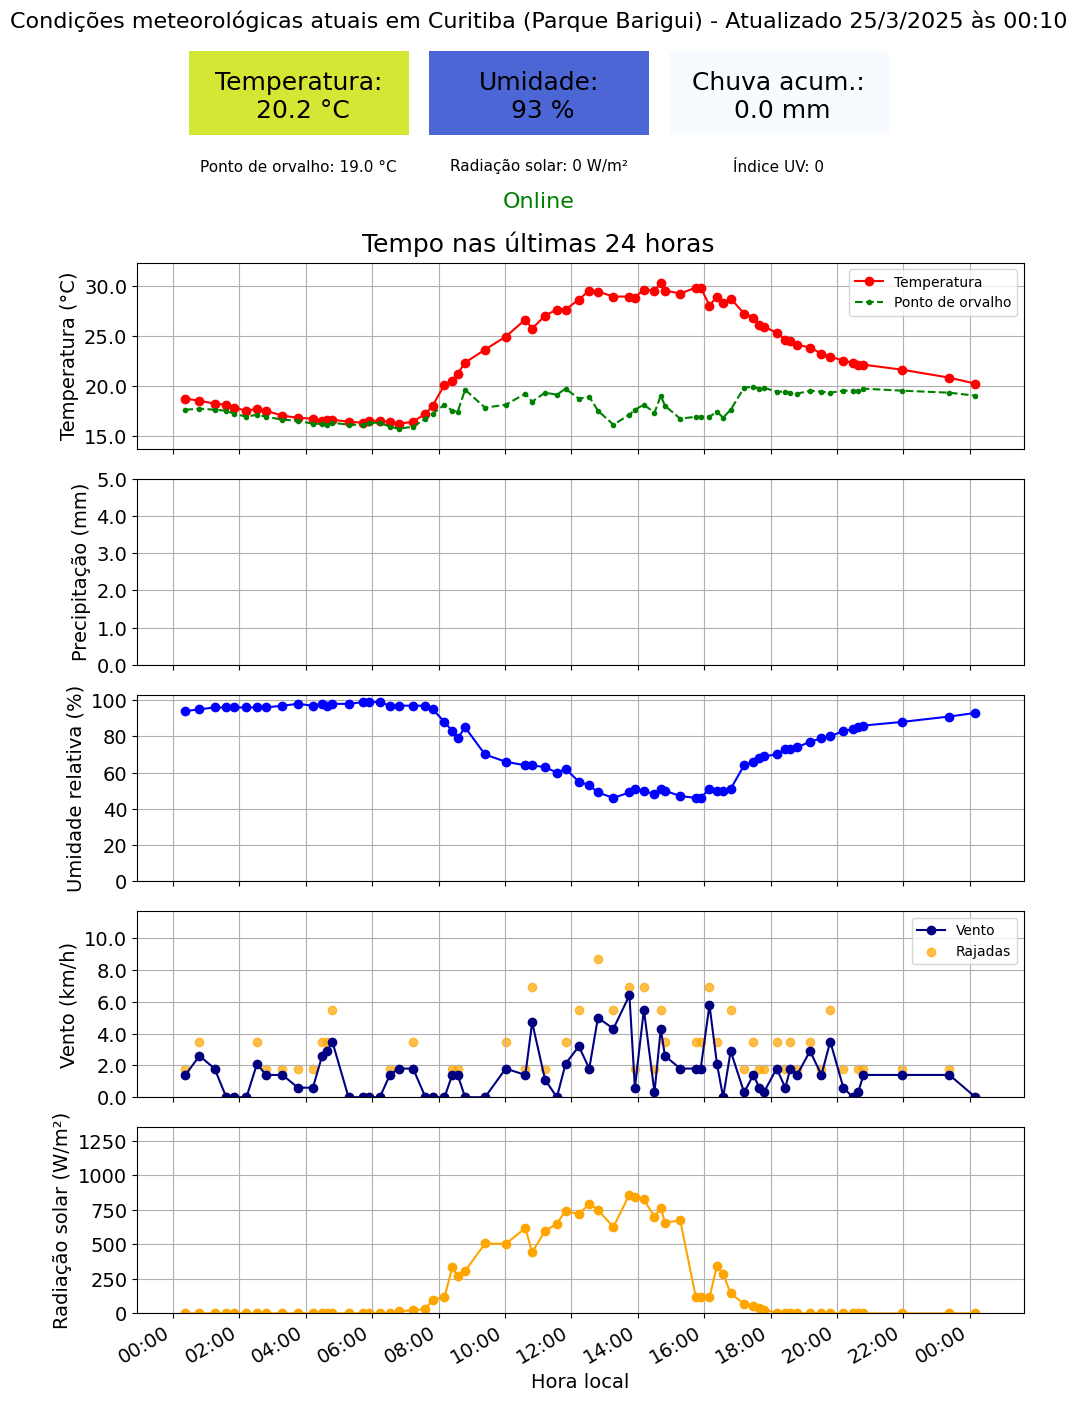 Condições meteorológicas atuais em Curitiba (Parque Barigui) - Atualizado 25/3/2025 às 00:10
Temperatura:
20.2 °C
Umidade:
93 %
Chuva acum.:
0.0 mm
Ponto de orvalho: 19.0 °C
Radiação solar: 0 W/m²
Índice UV: 0
Online
Tempo nas últimas 24 horas
Temperatura (°C)
30.0
25.0
20.0
15.0
Temperatura
Ponto de orvalho
Precipitação (mm)
5.0
4.0
3.0
2.0
1.0
0.0
Umidade relativa (%)
100
80
60
40
20
0
Vento (km/h)
10.0
8.0
6.0
4.0
2.0
0.0
Vento
Rajadas
Radiação solar (W/m²)
1250
1000
750
500
250
0
00:00
02:00
04:00
06:00
08:00
10:00
12:00
14:00
16:00
18:00
20:00
22:00
00:00
Hora local